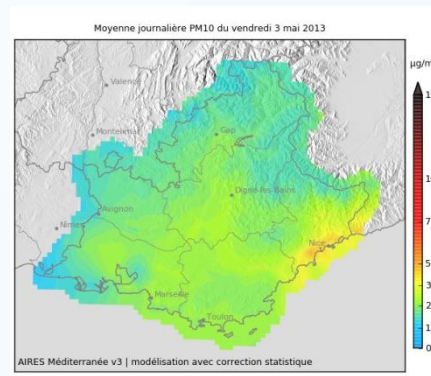 Moyenne journalière PM10 du vendredi 3 mai 2013
Valence
Montelimar
Gap
Digne-les-Bains
Avignon
Nîmes
Nice
Marseille
Toulon
AIRES Méditerranée v3 | modélisation avec correction statistique